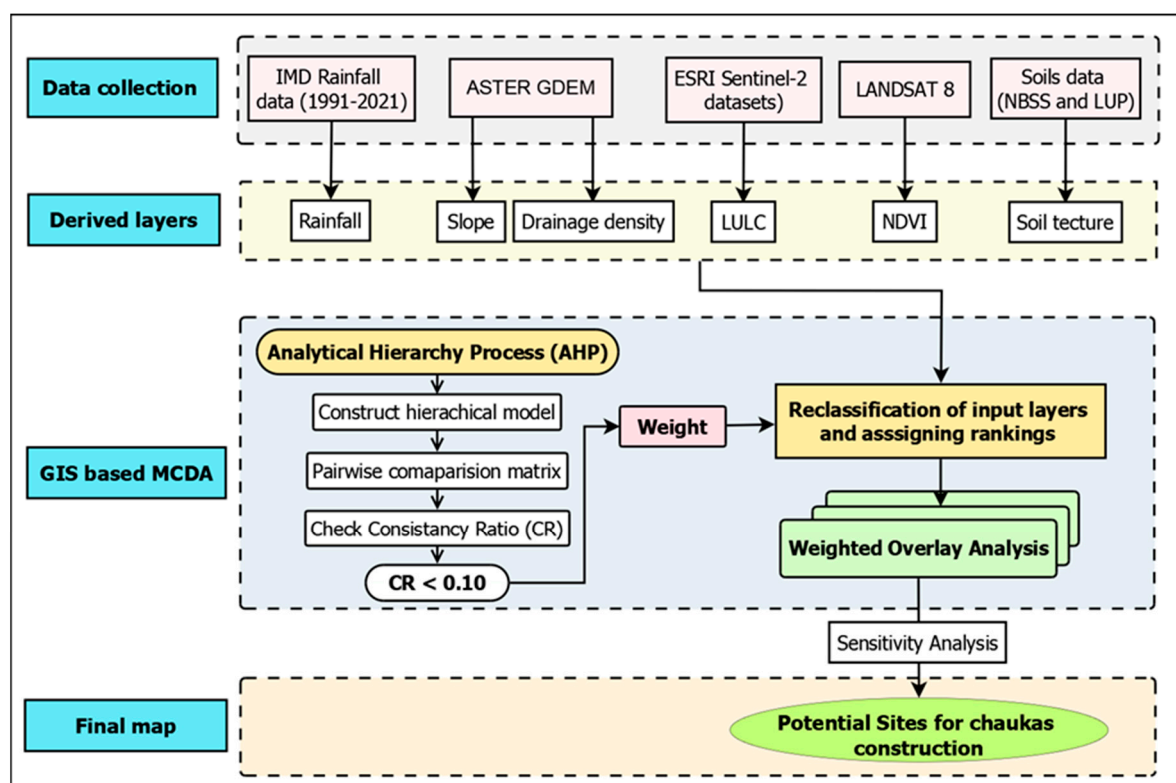 Data collection
IMD Rainfall
data (1991-2021)
ASTER GDEM
ESRI Sentinel-2
datasets)
LANDSAT 8
Soils data
(NBSS and LUP)
Derived layers
Rainfall
Slope
Drainage density
LULC
NDVI
Soil tecture
GIS based MCDA
Analytical Hierarchy Process (AHP)
Construct hierachical model
Pairwise comaparision matrix
Check Consistancy Ratio (CR)
CR < 0.10
Weight
Reclassification of input layers
and asssigning rankings
Weighted Overlay Analysis
Sensitivity Analysis
Final map
Potential Sites for chaukas
construction